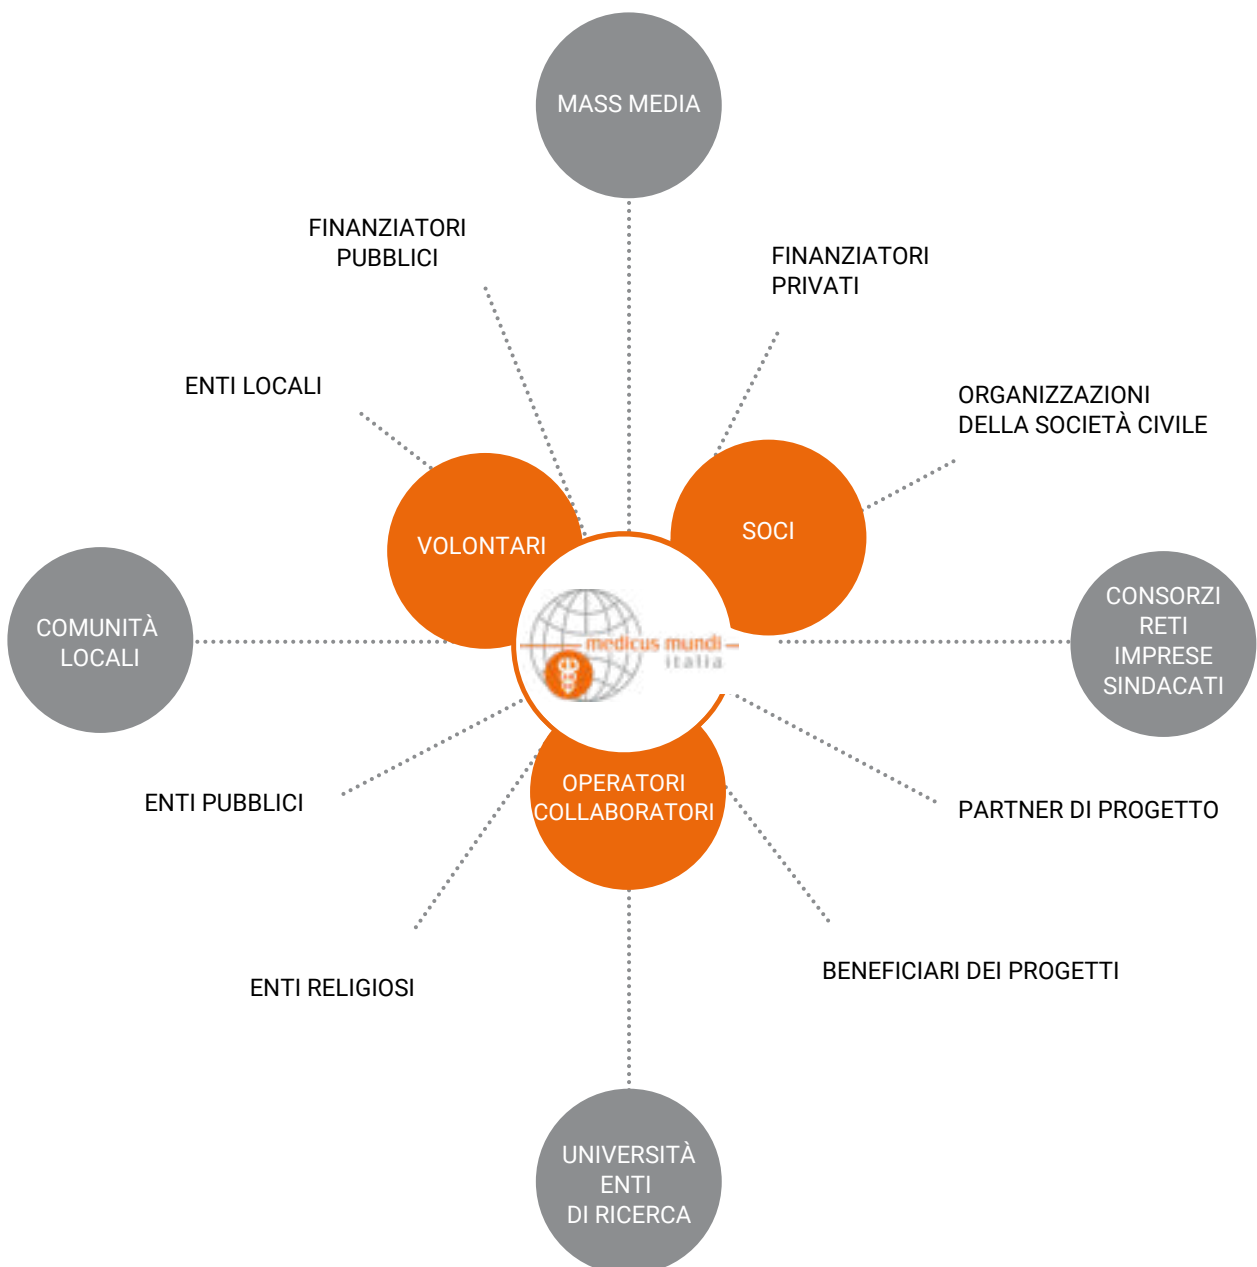 MASS MEDIA
FINANZIATORI
PUBBLICI
FINANZIATORI
PRIVATI
ENTI LOCALI
ORGANIZZAZIONI
DELLA SOCIETÀ CIVILE
VOLONTARI
SOCI
COMUNITÀ
LOCALI
medicus mundi
italia
CONSORZI
RETI
IMPRESE
SINDACATI
ENTI PUBBLICI
OPERATORI
COLLABORATORI
PARTNER DI PROGETTO
ENTI RELIGIOSI
BENEFICIARI DEI PROGETTI
UNIVERSITÀ
ENTI
DI RICERCA